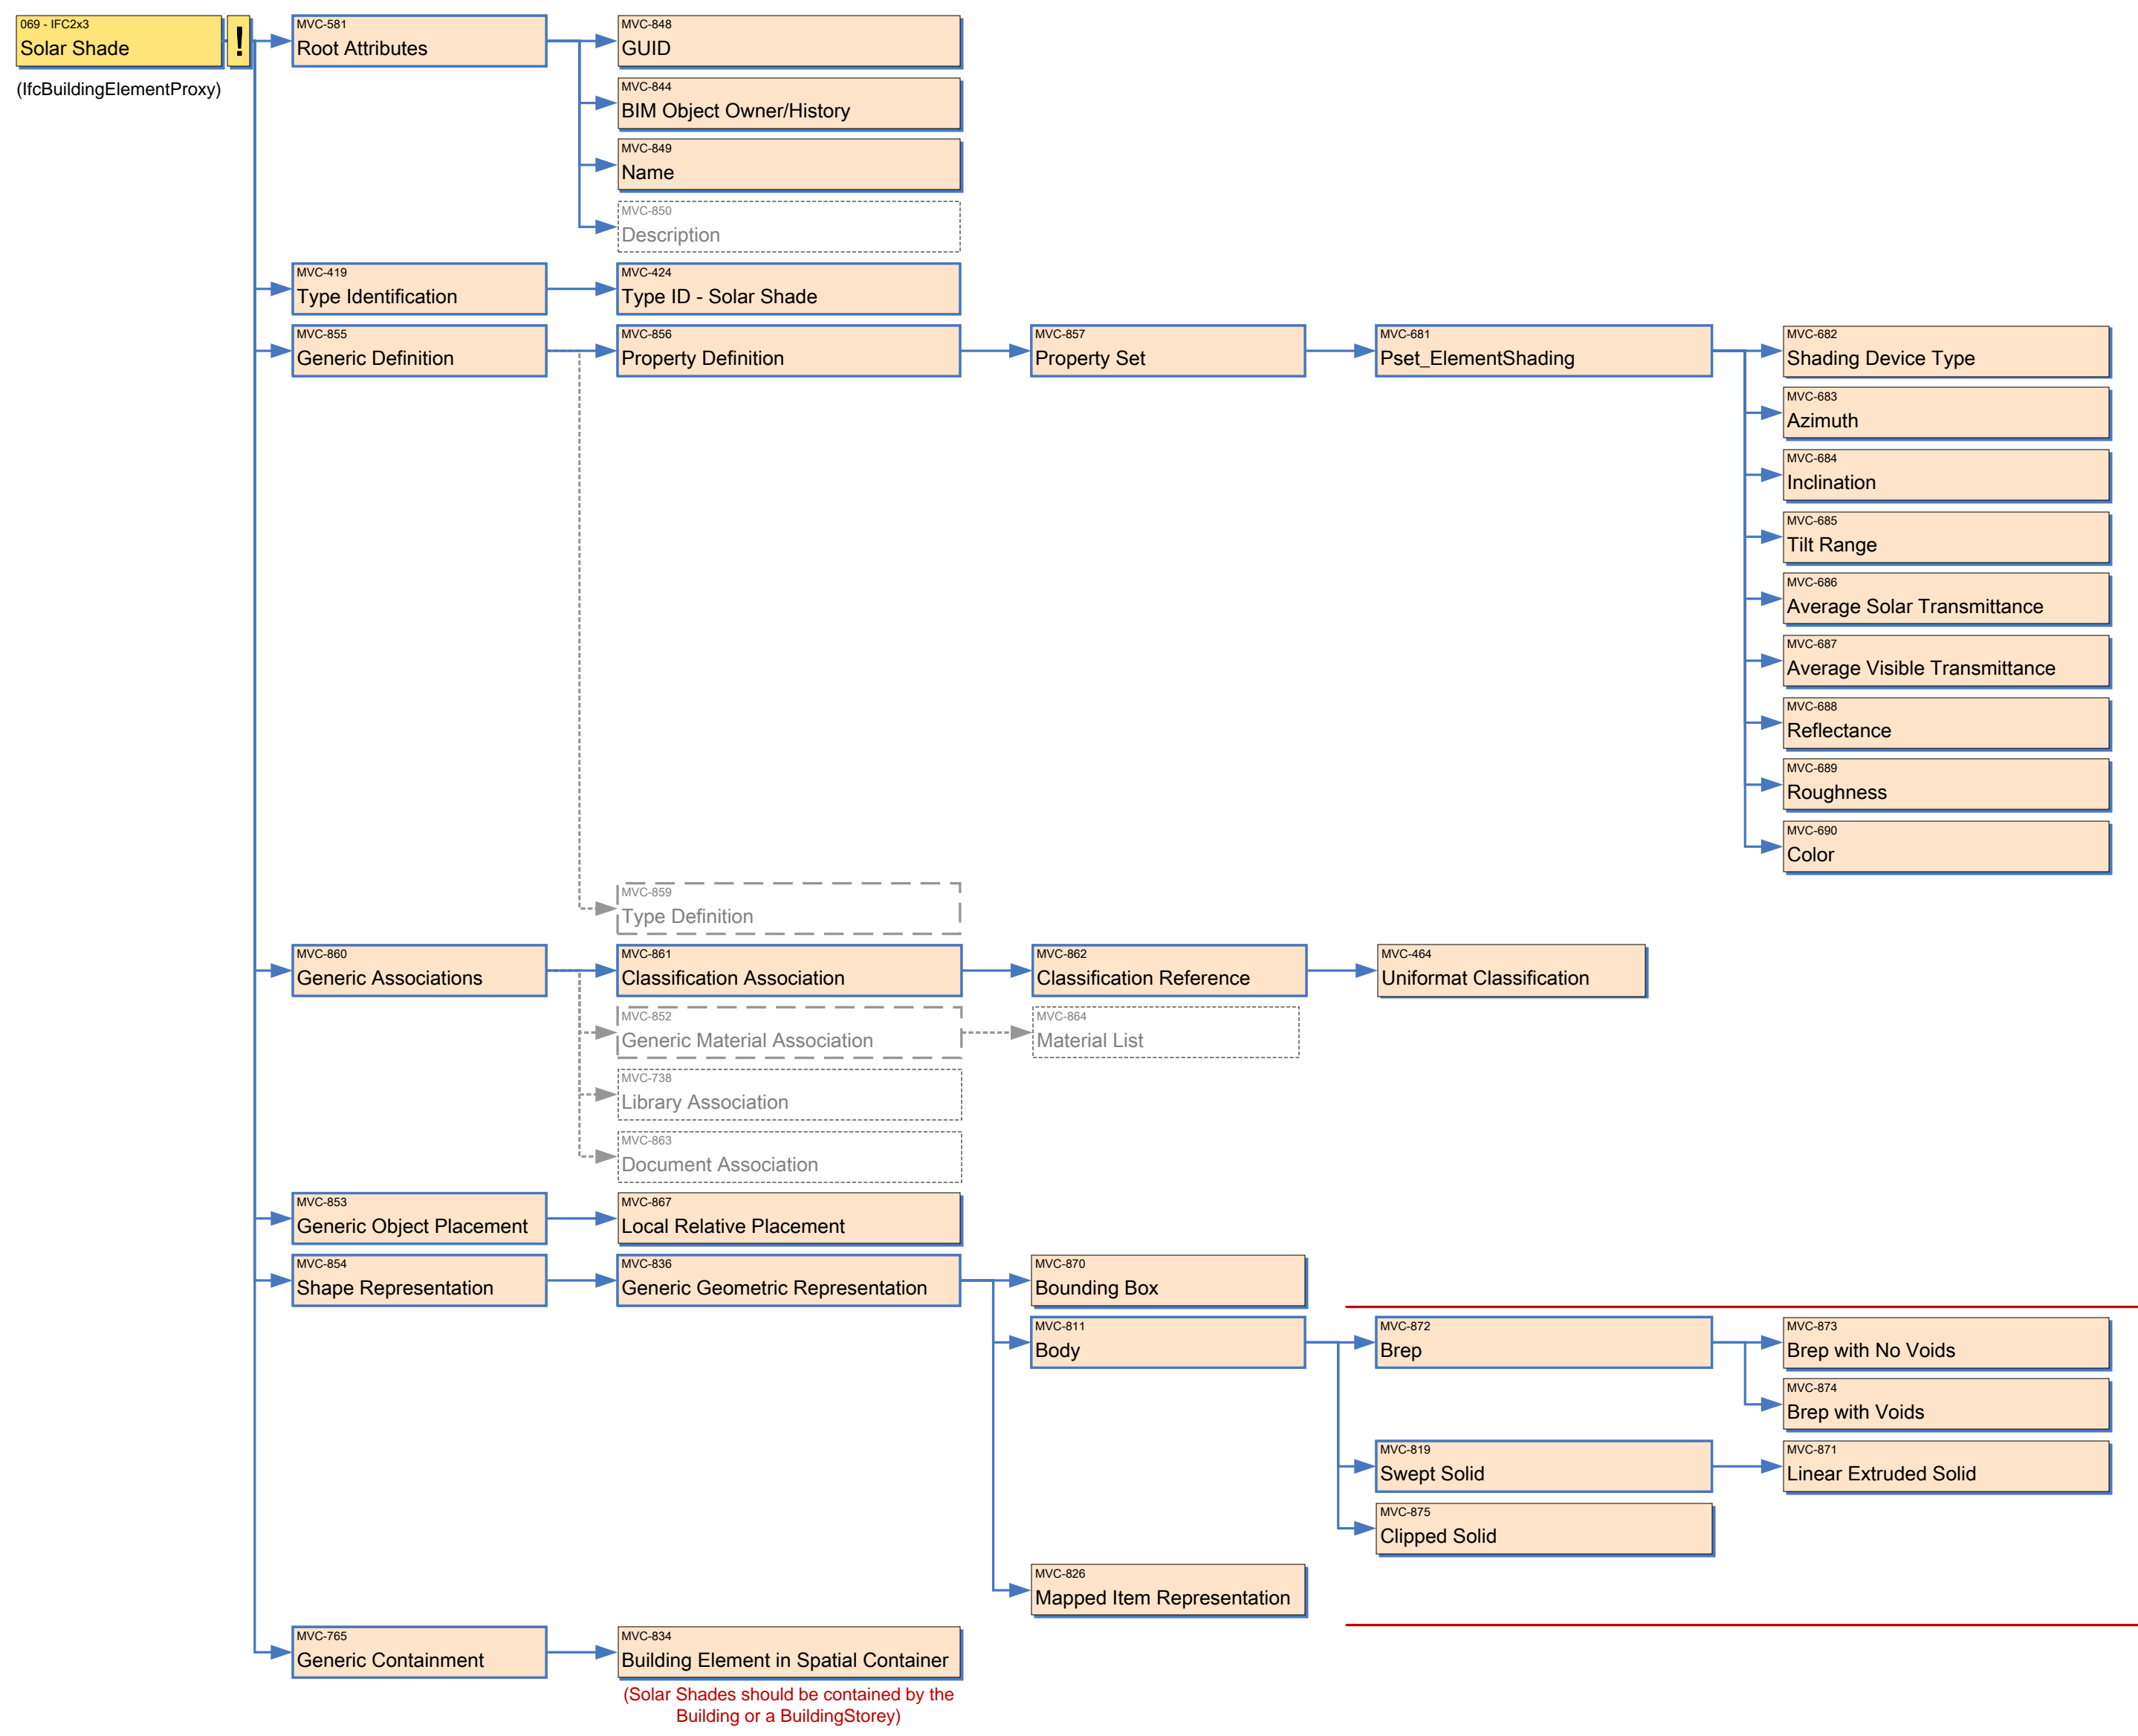 069 - IFC2x3
Solar Shade
!
(IfcBuildingElementProxy)
MVC-581
Root Attributes
MVC-848
GUID
MVC-844
BIM Object Owner/History
MVC-849
Name
MVC-850
Description
MVC-419
Type Identification
MVC-424
Type ID - Solar Shade
MVC-855
Generic Definition
MVC-856
Property Definition
MVC-857
Property Set
MVC-681
Pset_ElementShading
MVC-682
Shading Device Type
MVC-683
Azimuth
MVC-684
Inclination
MVC-685
Tilt Range
MVC-686
Average Solar Transmittance
MVC-687
Average Visible Transmittance
MVC-688
Reflectance
MVC-689
Roughness
MVC-690
Color
MVC-859
Type Definition
MVC-860
Generic Associations
MVC-861
Classification Association
MVC-862
Classification Reference
MVC-464
Uniformat Classification
MVC-852
Generic Material Association
MVC-864
Material List
MVC-738
Library Association
MVC-863
Document Association
MVC-853
Generic Object Placement
MVC-867
Local Relative Placement
MVC-854
Shape Representation
MVC-836
Generic Geometric Representation
MVC-870
Bounding Box
MVC-811
Body
MVC-872
Brep
MVC-873
Brep with No Voids
MVC-874
Brep with Voids
MVC-819
Swept Solid
MVC-871
Linear Extruded Solid
MVC-875
Clipped Solid
MVC-826
Mapped Item Representation
MVC-765
Generic Containment
MVC-834
Building Element in Spatial Container
(Solar Shades should be contained by the
Building or a BuildingStorey)